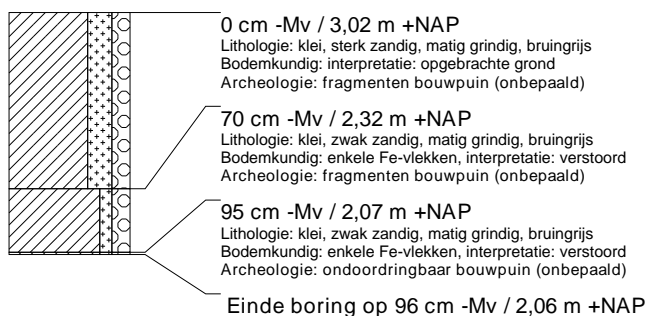 0 cm -Mv / 3,02 m +NAP
Lithologie: klei, sterk zandig, matig grindig, bruingrijs
Bodemkundig: interpretatie: opgebrachte grond
Archeologie: fragmenten bouwpuin (onbepaald)
70 cm -Mv / 2,32 m +NAP
Lithologie: klei, zwak zandig, matig grindig, bruingrijs
Bodemkundig: enkele Fe-vlekken, interpretatie: verstoord
Archeologie: fragmenten bouwpuin (onbepaald)
95 cm -Mv / 2,07 m +NAP
Lithologie: klei, zwak zandig, matig grindig, bruingrijs
Bodemkundig: enkele Fe-vlekken, interpretatie: verstoord
Archeologie: ondoordringbaar bouwpuin (onbepaald)
Einde boring op 96 cm -Mv / 2,06 m +NAP